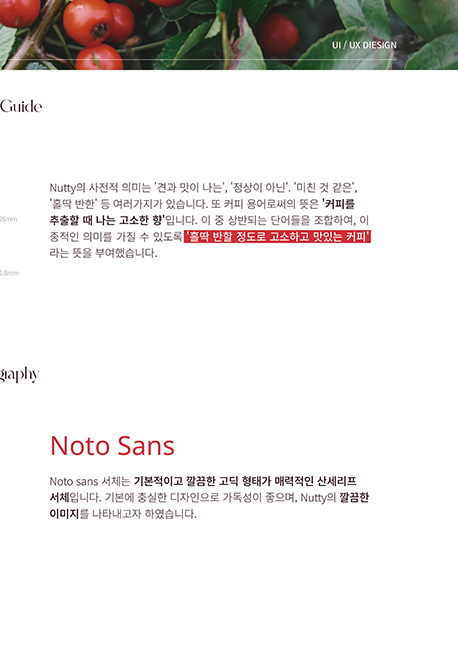 UI / UX DIESIGN
Guide
Nutty의 사전적 의미는 '견과 맛이 나는', '정상이 아닌'. '미친 것 같은',
'홀딱 반한' 등 여러가지가 있습니다. 또 커피 용어로써의 뜻은 '커피를
26mm
추출할 때 나는 고소한 향'입니다. 이 중 상반되는 단어들을 조합하여, 이
중적인 의미를 가질 수 있도록 '홀딱 반할 정도로 고소하고 맛있는 커피'
라는 뜻을 부여했습니다.
2.8mm
graphy
Noto Sans
Noto sans 서체는 기본적이고 깔끔한 고딕 형태가 매력적인 산세리프
서체입니다. 기본에 충실한 디자인으로 가독성이 좋으며, Nutty의 깔끔한
이미지를 나타내고자 하였습니다.